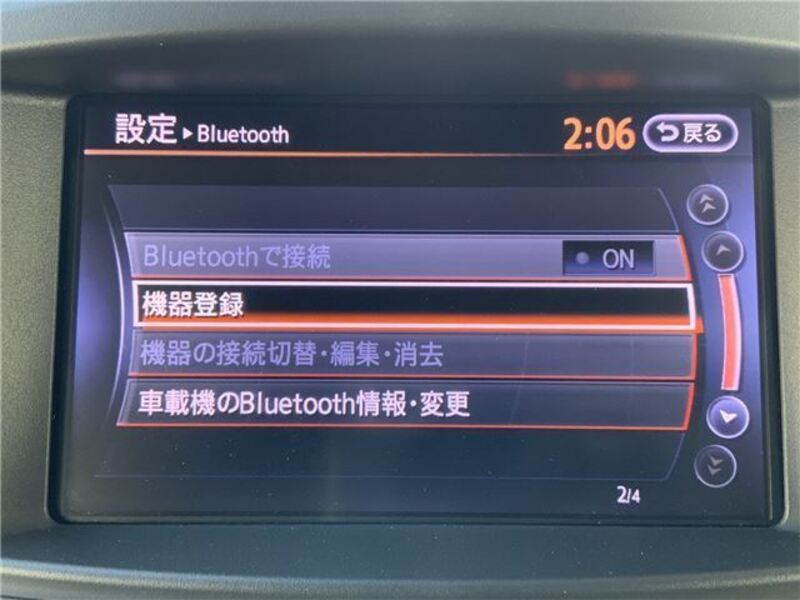 設定▶Bluetooth
2:06
戻る
Bluetoothで接続
ON
機器登録
機器の接続切替・編集・消去
車載機のBluetooth情報・変更
2/4